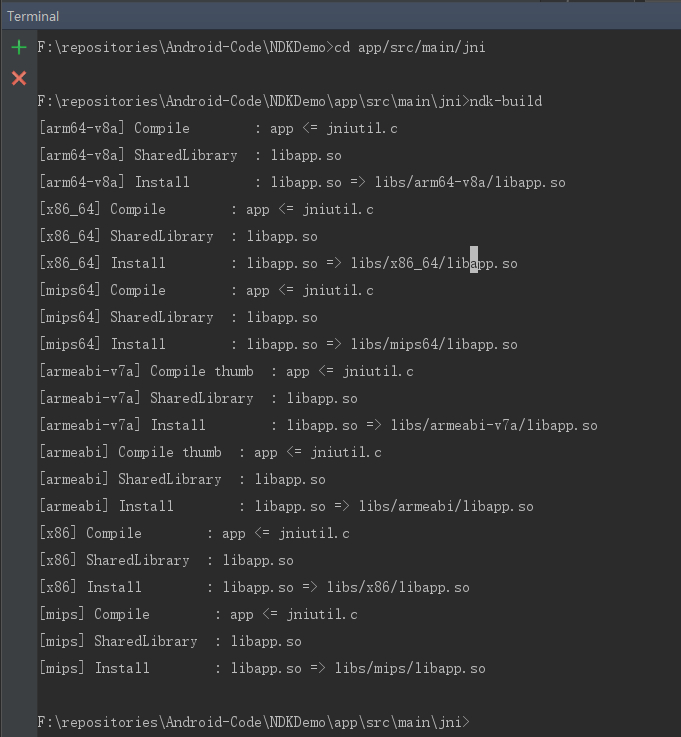 Terminal
F:\repositories\Android-Code\NDKDemo>cd app/src/main/jni
F:\repositories\Android-Code\NDKDemo\app\src\main\jni>ndk-build
[arm64-v8a] Compile        : app <= jniutil.c
[arm64-v8a] SharedLibrary  : libapp.so
[arm64-v8a] Install        : libapp.so => libs/arm64-v8a/libapp.so
[x86_64] Compile        : app <= jniutil.c
[x86_64] SharedLibrary  : libapp.so
[x86_64] Install        : libapp.so => libs/x86_64/libapp.so
[mips64] Compile        : app <= jniutil.c
[mips64] SharedLibrary  : libapp.so
[mips64] Install        : libapp.so => libs/mips64/libapp.so
[armeabi-v7a] Compile thumb  : app <= jniutil.c
[armeabi-v7a] SharedLibrary  : libapp.so
[armeabi-v7a] Install        : libapp.so => libs/armeabi-v7a/libapp.so
[armeabi] Compile thumb  : app <= jniutil.c
[armeabi] SharedLibrary  : libapp.so
[armeabi] Install        : libapp.so => libs/armeabi/libapp.so
[x86] Compile        : app <= jniutil.c
[x86] SharedLibrary  : libapp.so
[x86] Install        : libapp.so => libs/x86/libapp.so
[mips] Compile        : app <= jniutil.c
[mips] SharedLibrary  : libapp.so
[mips] Install        : libapp.so => libs/mips/libapp.so
F:\repositories\Android-Code\NDKDemo\app\src\main\jni>